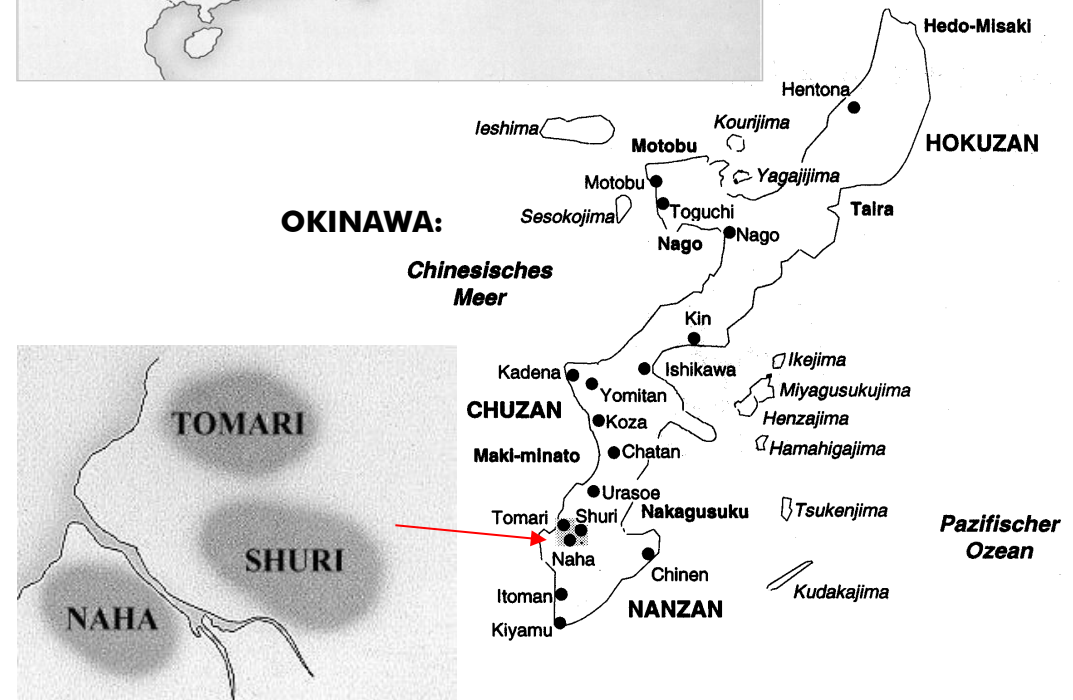 Hedo-Misaki
Hentona
Ieshima
Kourijima
HOKUZAN
Motobu
Yagajijima
Motobu
Sesokojima
Toguchi
Taira
OKINAWA:
Nago
Nago
Chinesisches
Meer
Kin
Ikejima
Kadena
Ishikawa
Yomitan
Miyagusukujima
CHUZAN
Koza
Henzajima
Maki-minato
Chatan
Hamahigajima
Urasoe
Tomari
Shuri
Nakagusuku
Tsukenjima
Pazifischer
Ozean
Naha
Chinen
Itoman
Kudakajima
NANZAN
Kiyamu
TOMARI
SHURI
NAHA